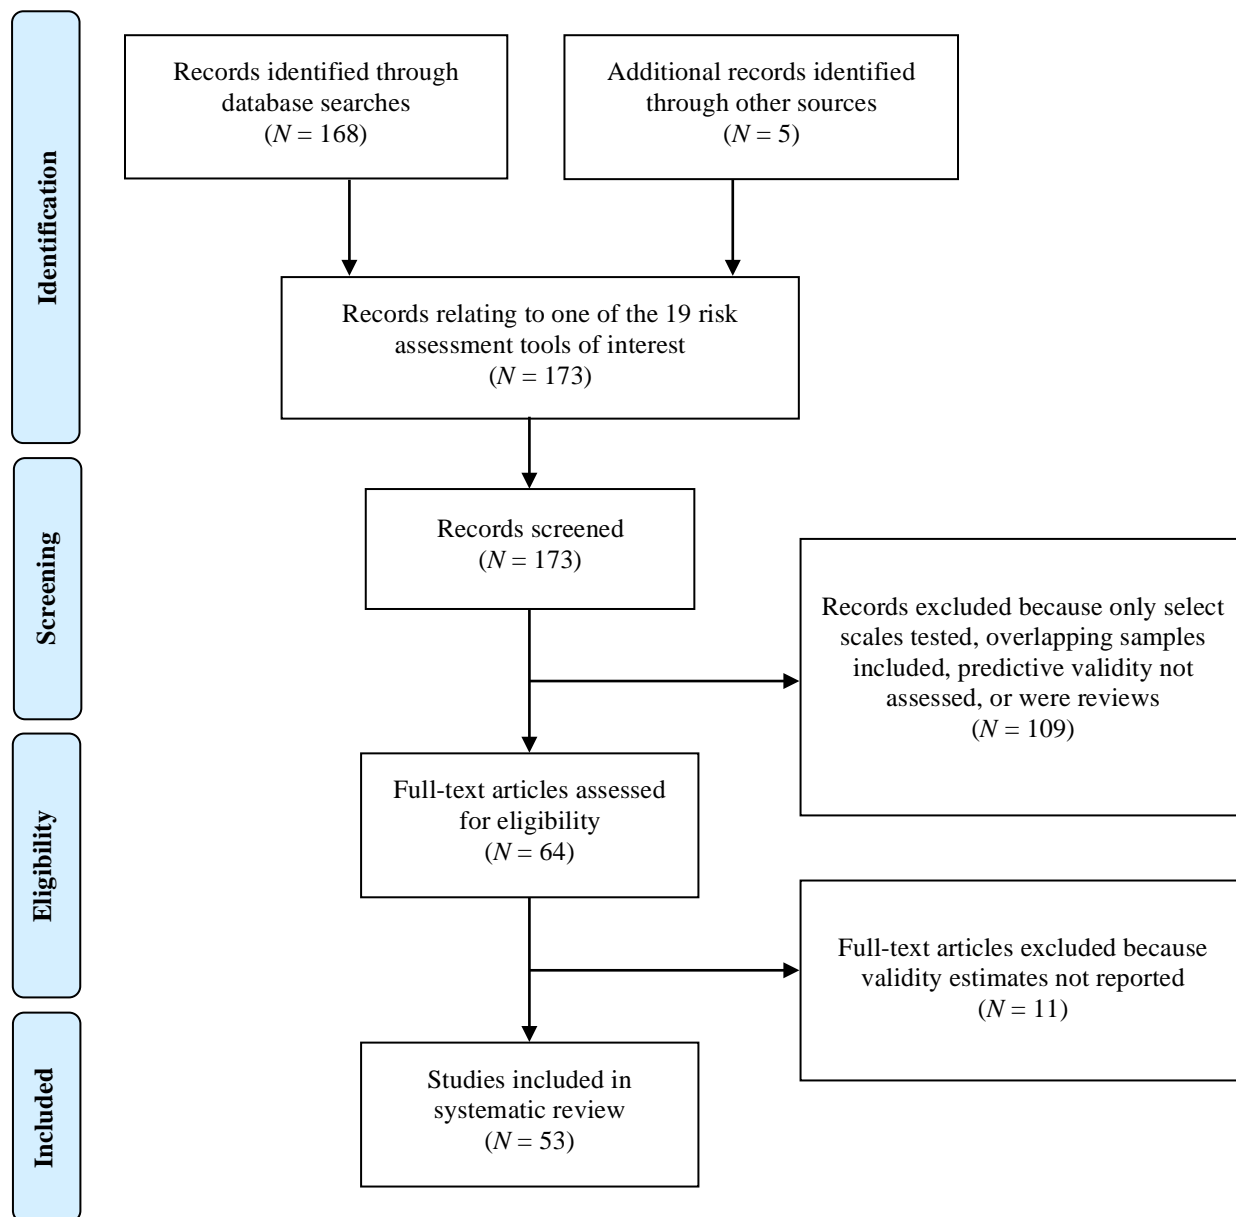 Identification
Records identified through
database searches
(N = 168)
Additional records identified
through other sources
(N = 5)
Records relating to one of the 19 risk
assessment tools of interest
(N = 173)
Screening
Records screened
(N = 173)
Records excluded because only select
scales tested, overlapping samples
included, predictive validity not
assessed, or were reviews
(N = 109)
Eligibility
Full-text articles assessed
for eligibility
(N = 64)
Full-text articles excluded because
validity estimates not reported
(N = 11)
Included
Studies included in
systematic review
(N = 53)